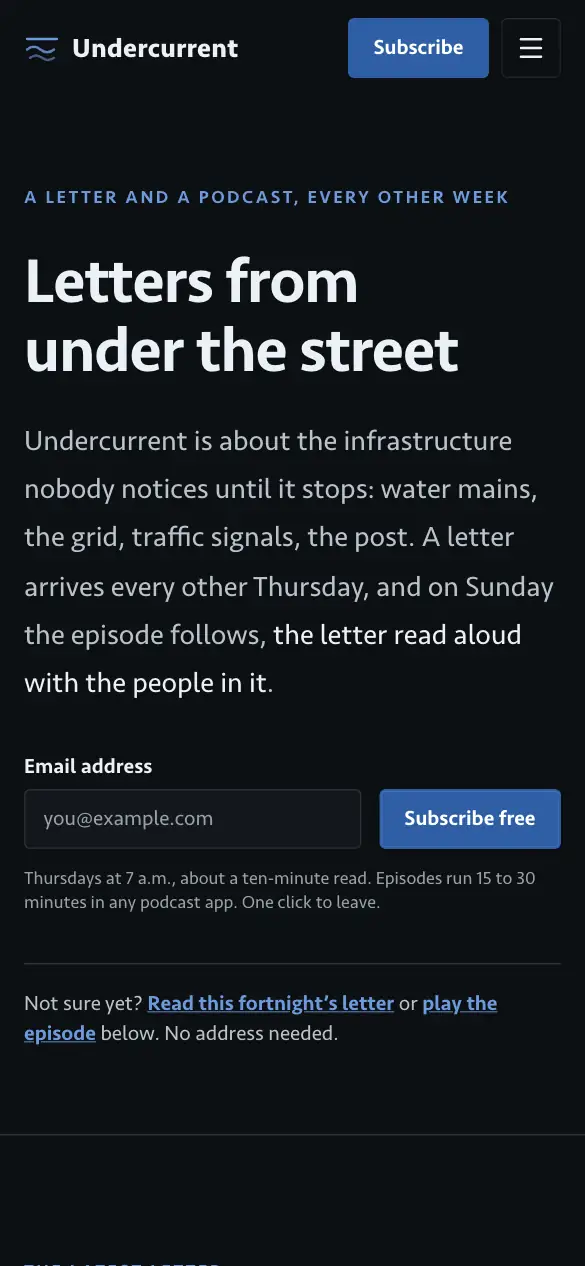 Undercurrent
Subscribe
A LETTER AND A PODCAST, EVERY OTHER WEEK
Letters from
under the street
Undercurrent is about the infrastructure
nobody notices until it stops: water mains,
the grid, traffic signals, the post. A letter
arrives every other Thursday, and on Sunday
the episode follows, the letter read aloud
with the people in it.
Email address
you@example.com
Subscribe free
Thursdays at 7 a.m., about a ten-minute read. Episodes run 15 to 30
minutes in any podcast app. One click to leave.
Not sure yet? Read this fortnight’s letter or play the
episode below. No address needed.